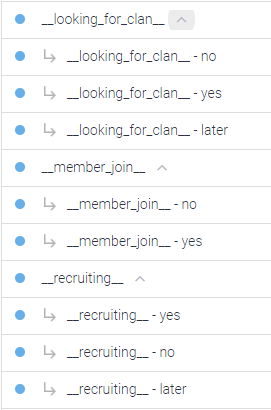 __looking_for_clan__
__looking_for_clan__ - no
__looking_for_clan__ - yes
__looking_for_clan__ - later
__member_join__
__member_join__ - no
__member_join__ - yes
__recruiting__
__recruiting__ - yes
__recruiting__ - no
__recruiting__ - later